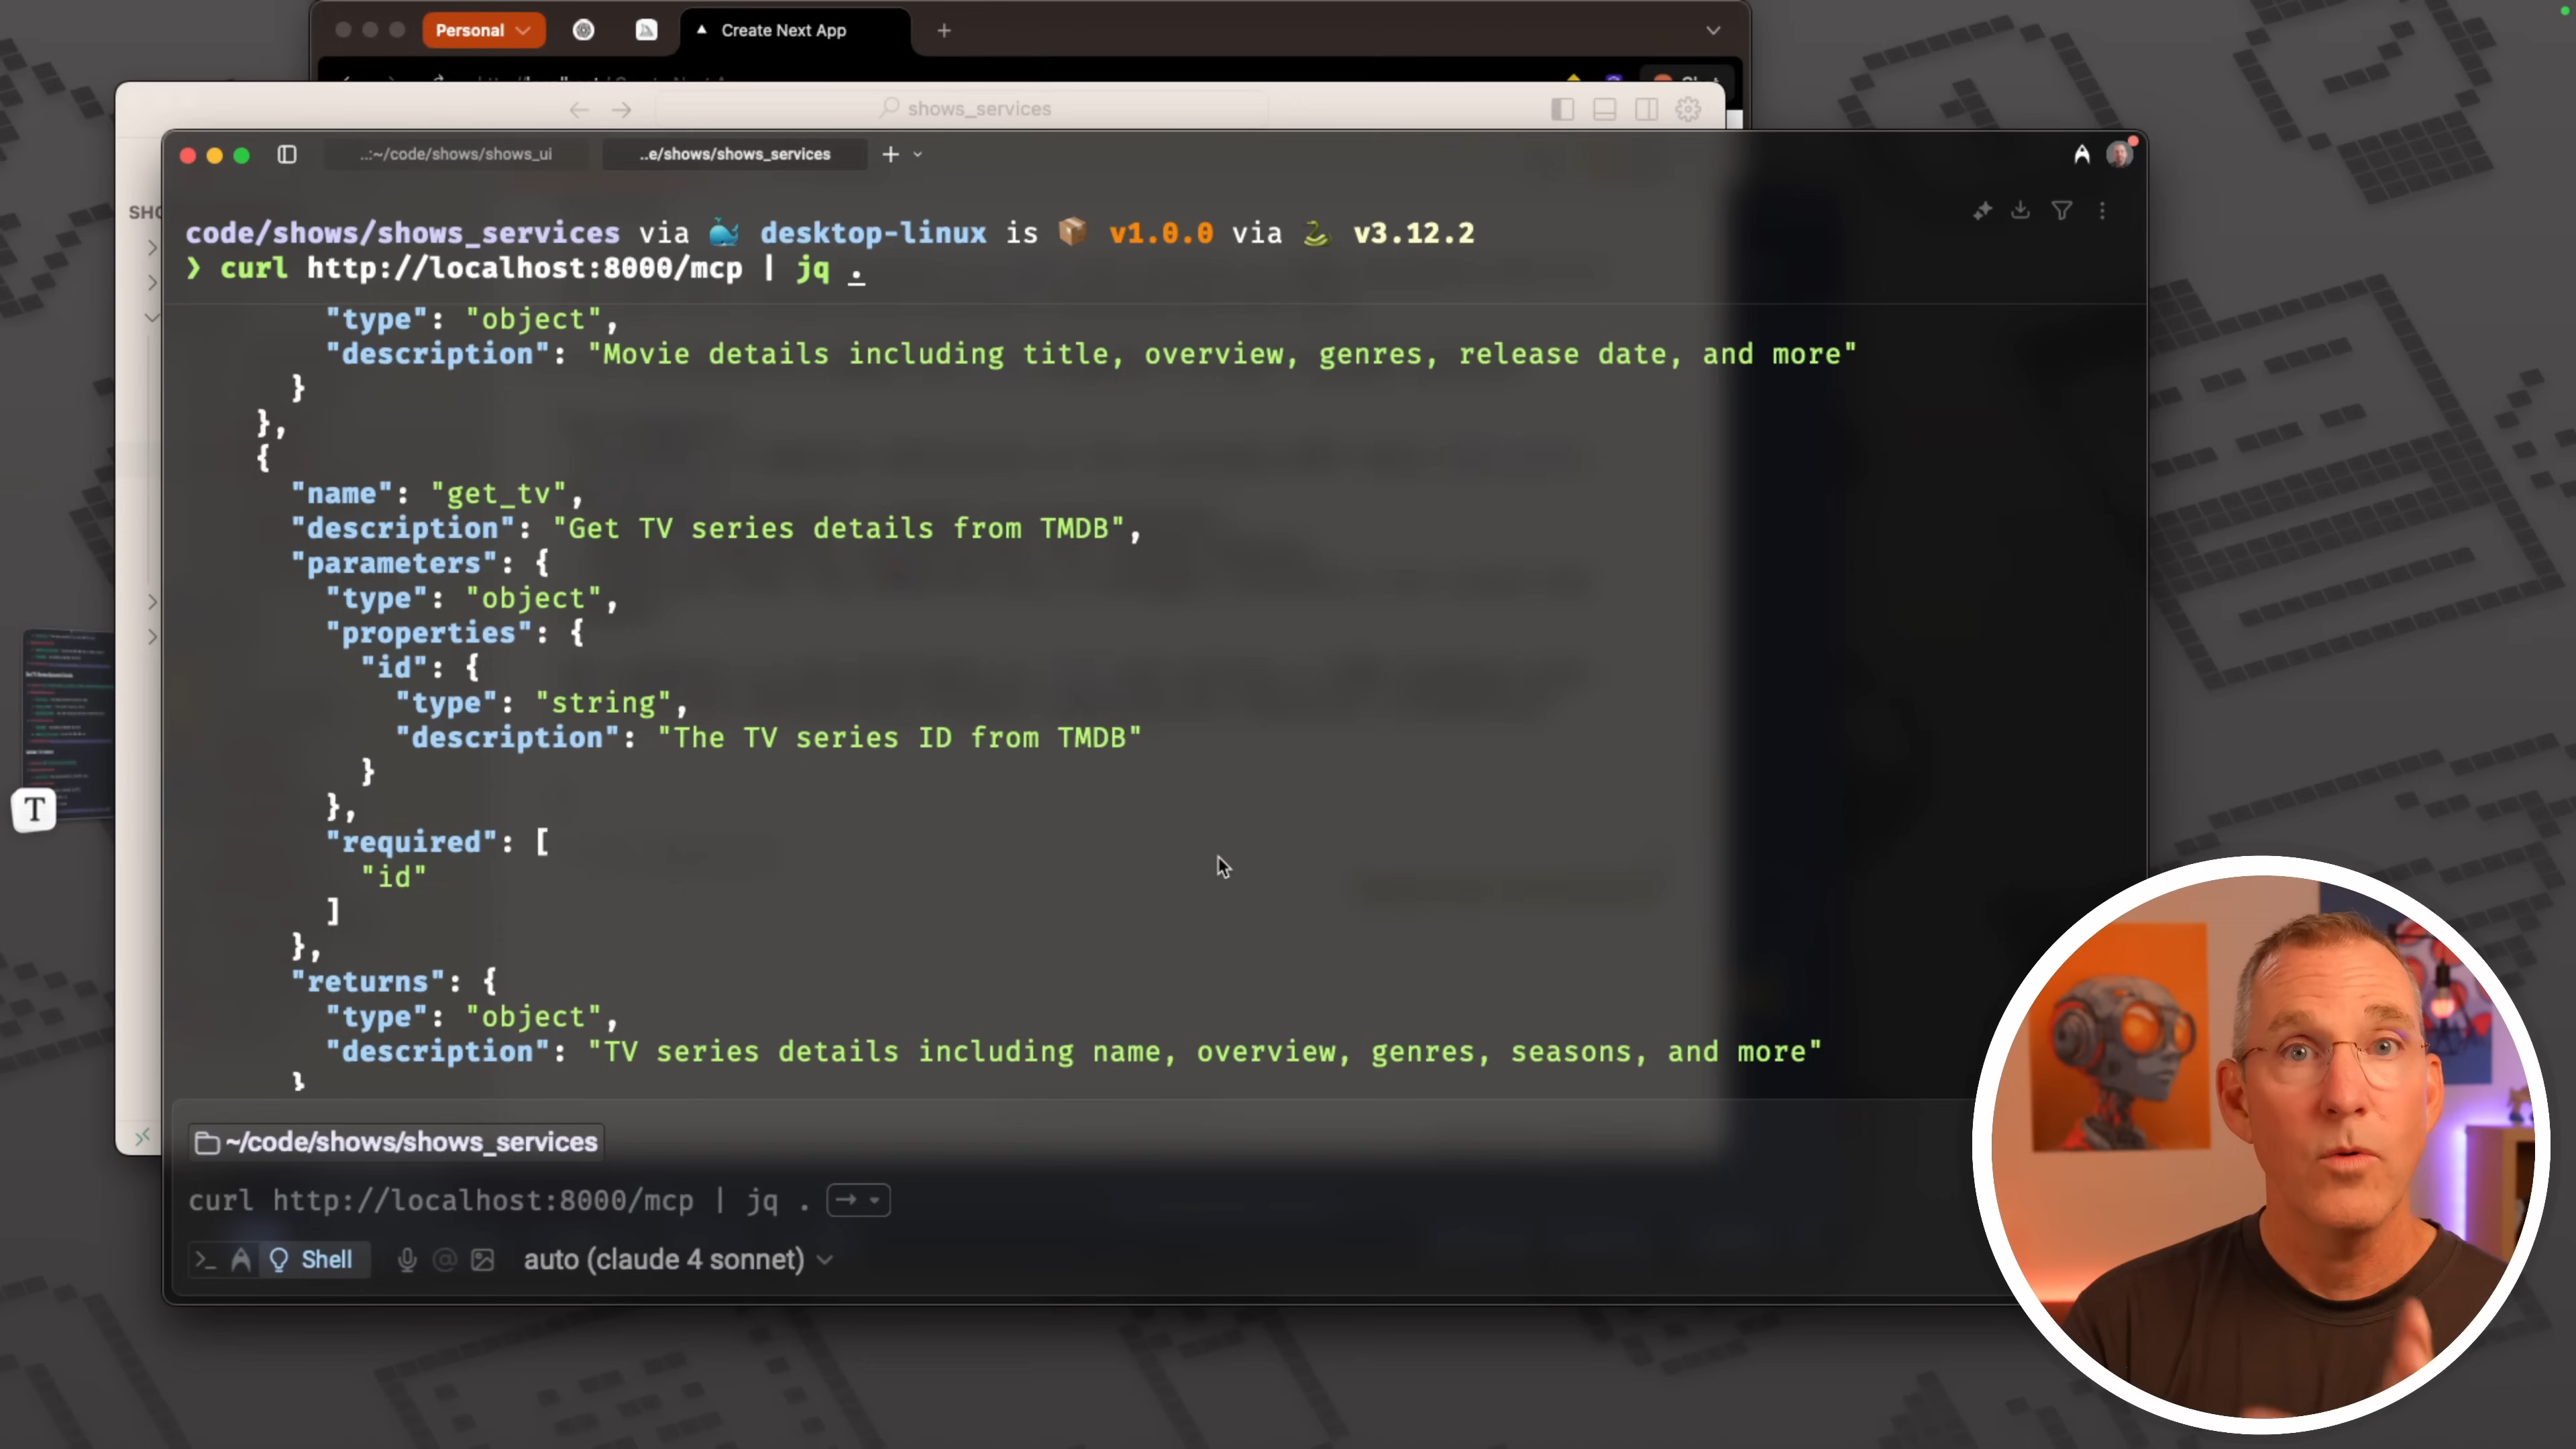 Personal
Create Next App
shows_services
..:~/code/shows/shows_ui
..e/shows/shows_services
SHO
code/shows/shows_services via desktop-linux is v1.0.0 via v3.12.2
❯ curl http://localhost:8000/mcp | jq .
"type": "object",
"description": "Movie details including title, overview, genres, release date, and more"
}
},
{
"name": "get_tv",
"description": "Get TV series details from TMDB",
"parameters": {
"type": "object",
"properties": {
"id": {
"type": "string",
"description": "The TV series ID from TMDB"
}
},
"required": [
"id"
]
},
"returns": {
"type": "object",
"description": "TV series details including name, overview, genres, seasons, and more"
}
T
~/code/shows/shows_services
curl http://localhost:8000/mcp | jq .
Shell
auto (claude 4 sonnet)